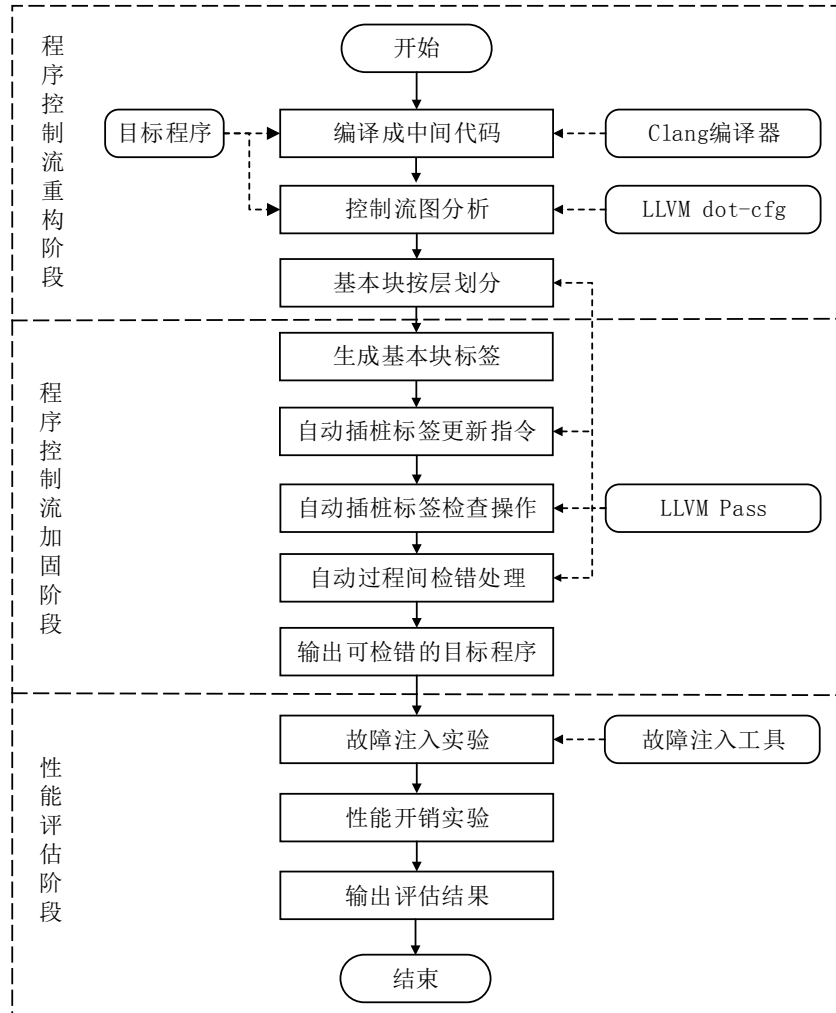 程序控制流重构阶段
开始
目标程序
编译成中间代码
Clang编译器
控制流图分析
LLVM dot-cfg
基本块按层划分
程序控制流加固阶段
生成基本块标签
自动插桩标签更新指令
自动插桩标签检查操作
LLVM Pass
自动过程间检错处理
输出可检错的目标程序
性能评估阶段
故障注入实验
故障注入工具
性能开销实验
输出评估结果
结束